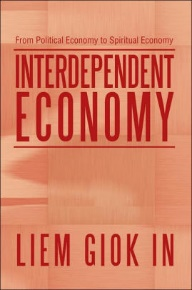 From Political Economy to Spiritual Economy
INTERDEPENDENT
ECONOMY
LIEM GIOK IN